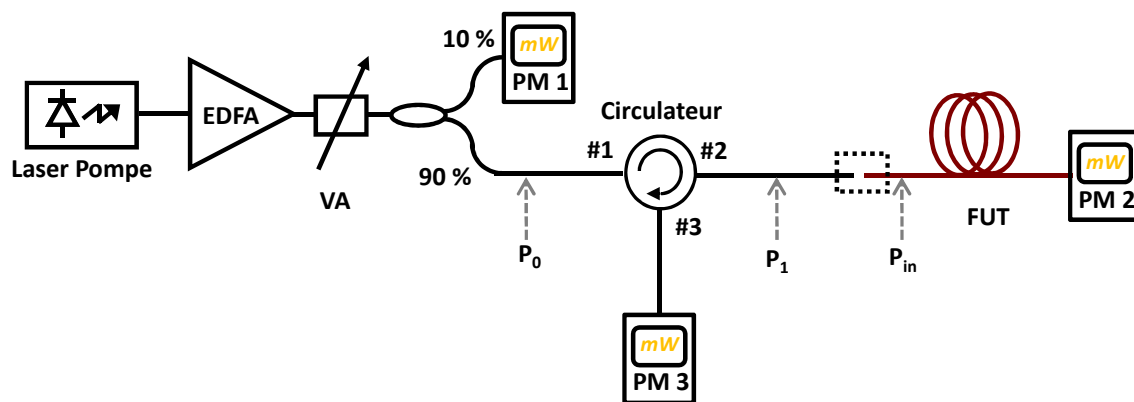 10 %
mW
PM 1
EDFA
Laser Pompe
VA
90 %
Circulateur
#1
#2
#3
mW
PM 2
FUT
P0
P1
Pin
mW
PM 3